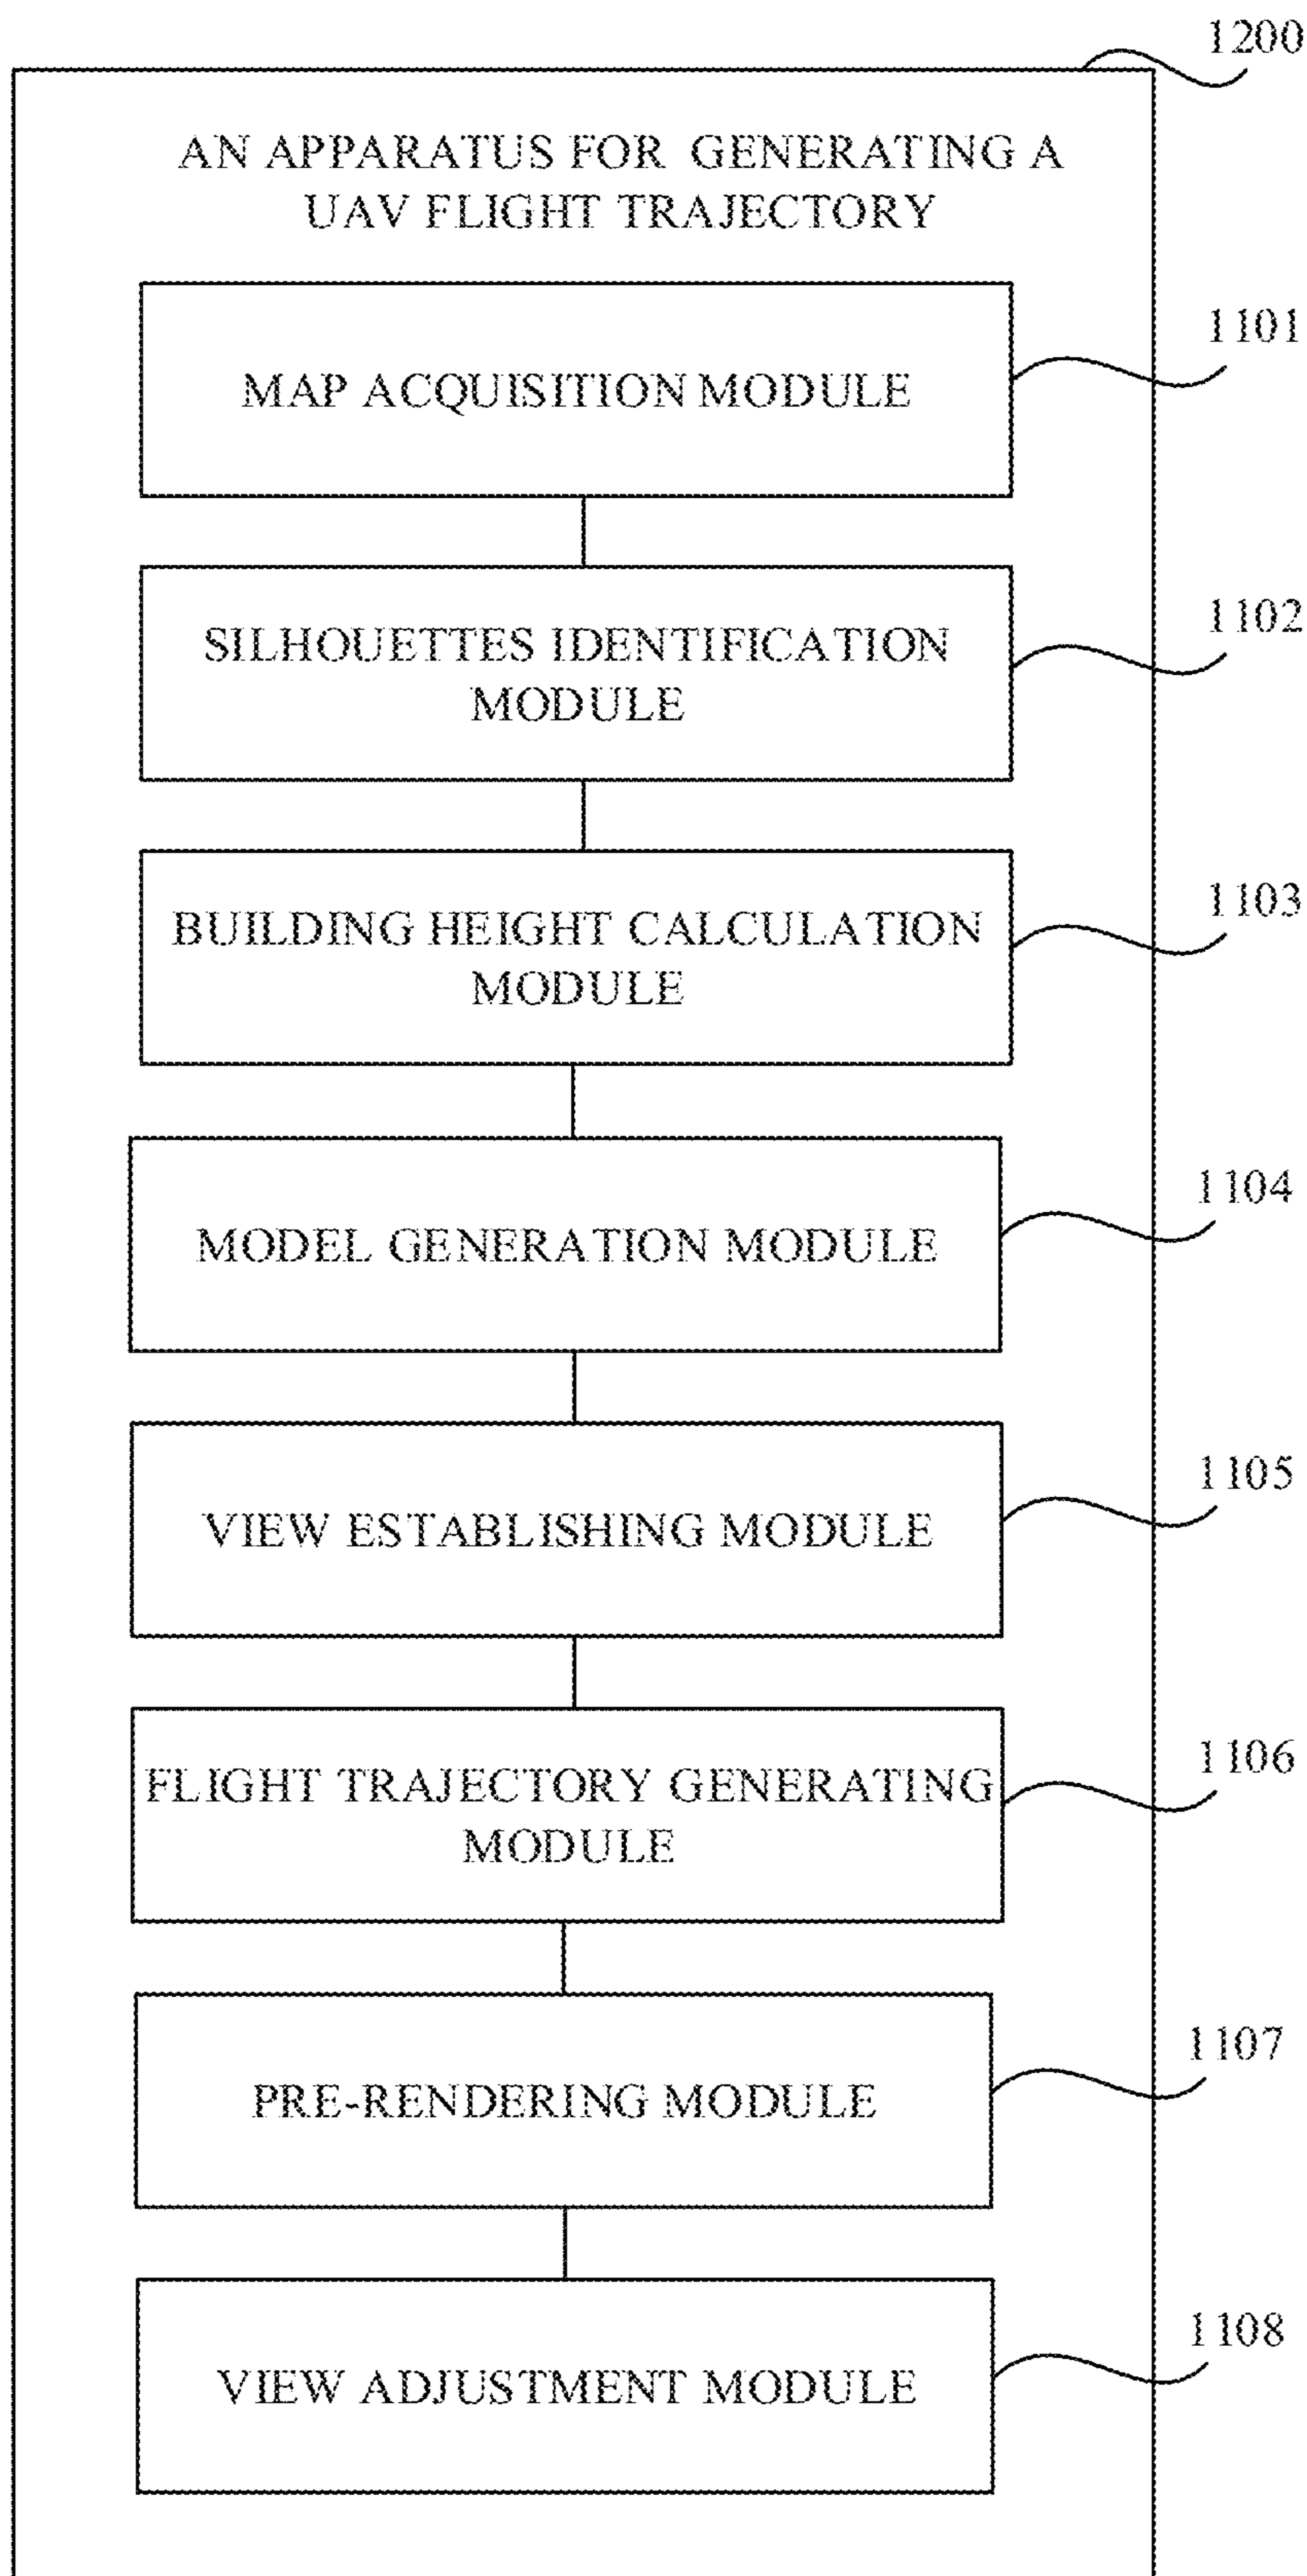 1200
AN APPARATUS FOR GENERATING A
UAV FLIGHT TRAJECTORY
MAP ACQUISITION MODULE
1101
SILHOUETTES IDENTIFICATION
MODULE
1102
BUILDING HEIGHT CALCULATION
MODULE
1103
MODEL GENERATION MODULE
1104
VIEW ESTABLISHING MODULE
1105
FLIGHT TRAJECTORY GENERATING
MODULE
1106
PRE-RENDERING MODULE
1107
VIEW ADJUSTMENT MODULE
1108